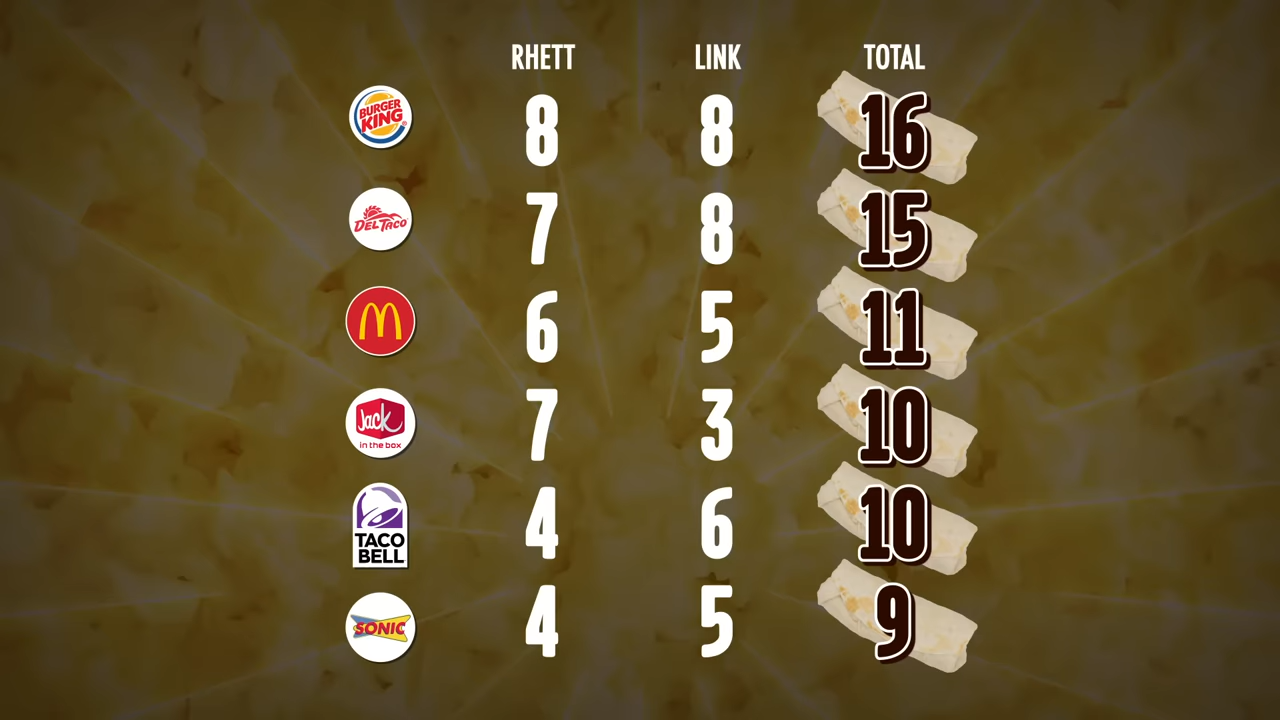 RHETT LINK TOTAL
BURGER KING 8 8 16
DEL TACO 7 8 15
M 6 5 11
Jack in the box 7 3 10
TACO BELL 4 6 10
SONIC 4 5 9